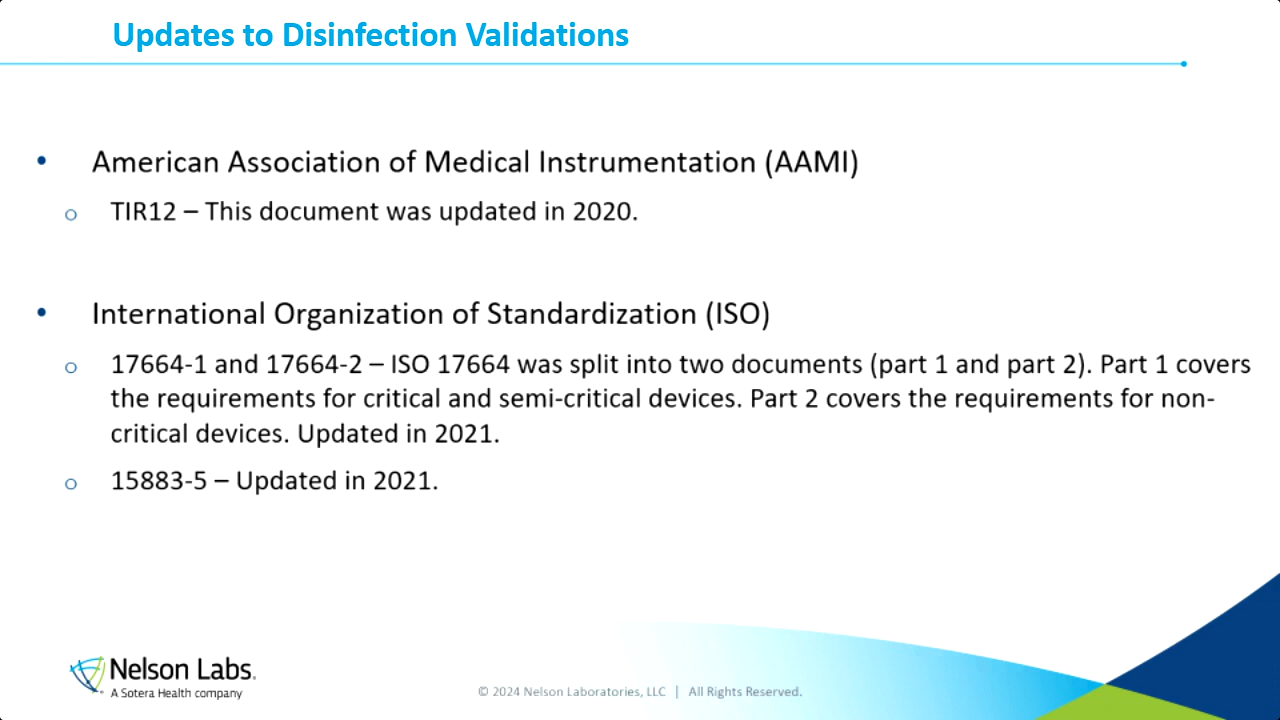 Updates to Disinfection Validations
• American Association of Medical Instrumentation (AAMI)
o TIR12 – This document was updated in 2020.
• International Organization of Standardization (ISO)
o 17664-1 and 17664-2 – ISO 17664 was split into two documents (part 1 and part 2). Part 1 covers
the requirements for critical and semi-critical devices. Part 2 covers the requirements for non-
critical devices. Updated in 2021.
o 15883-5 – Updated in 2021.
Nelson Labs.
A Sotera Health company
© 2024 Nelson Laboratories, LLC | All Rights Reserved.